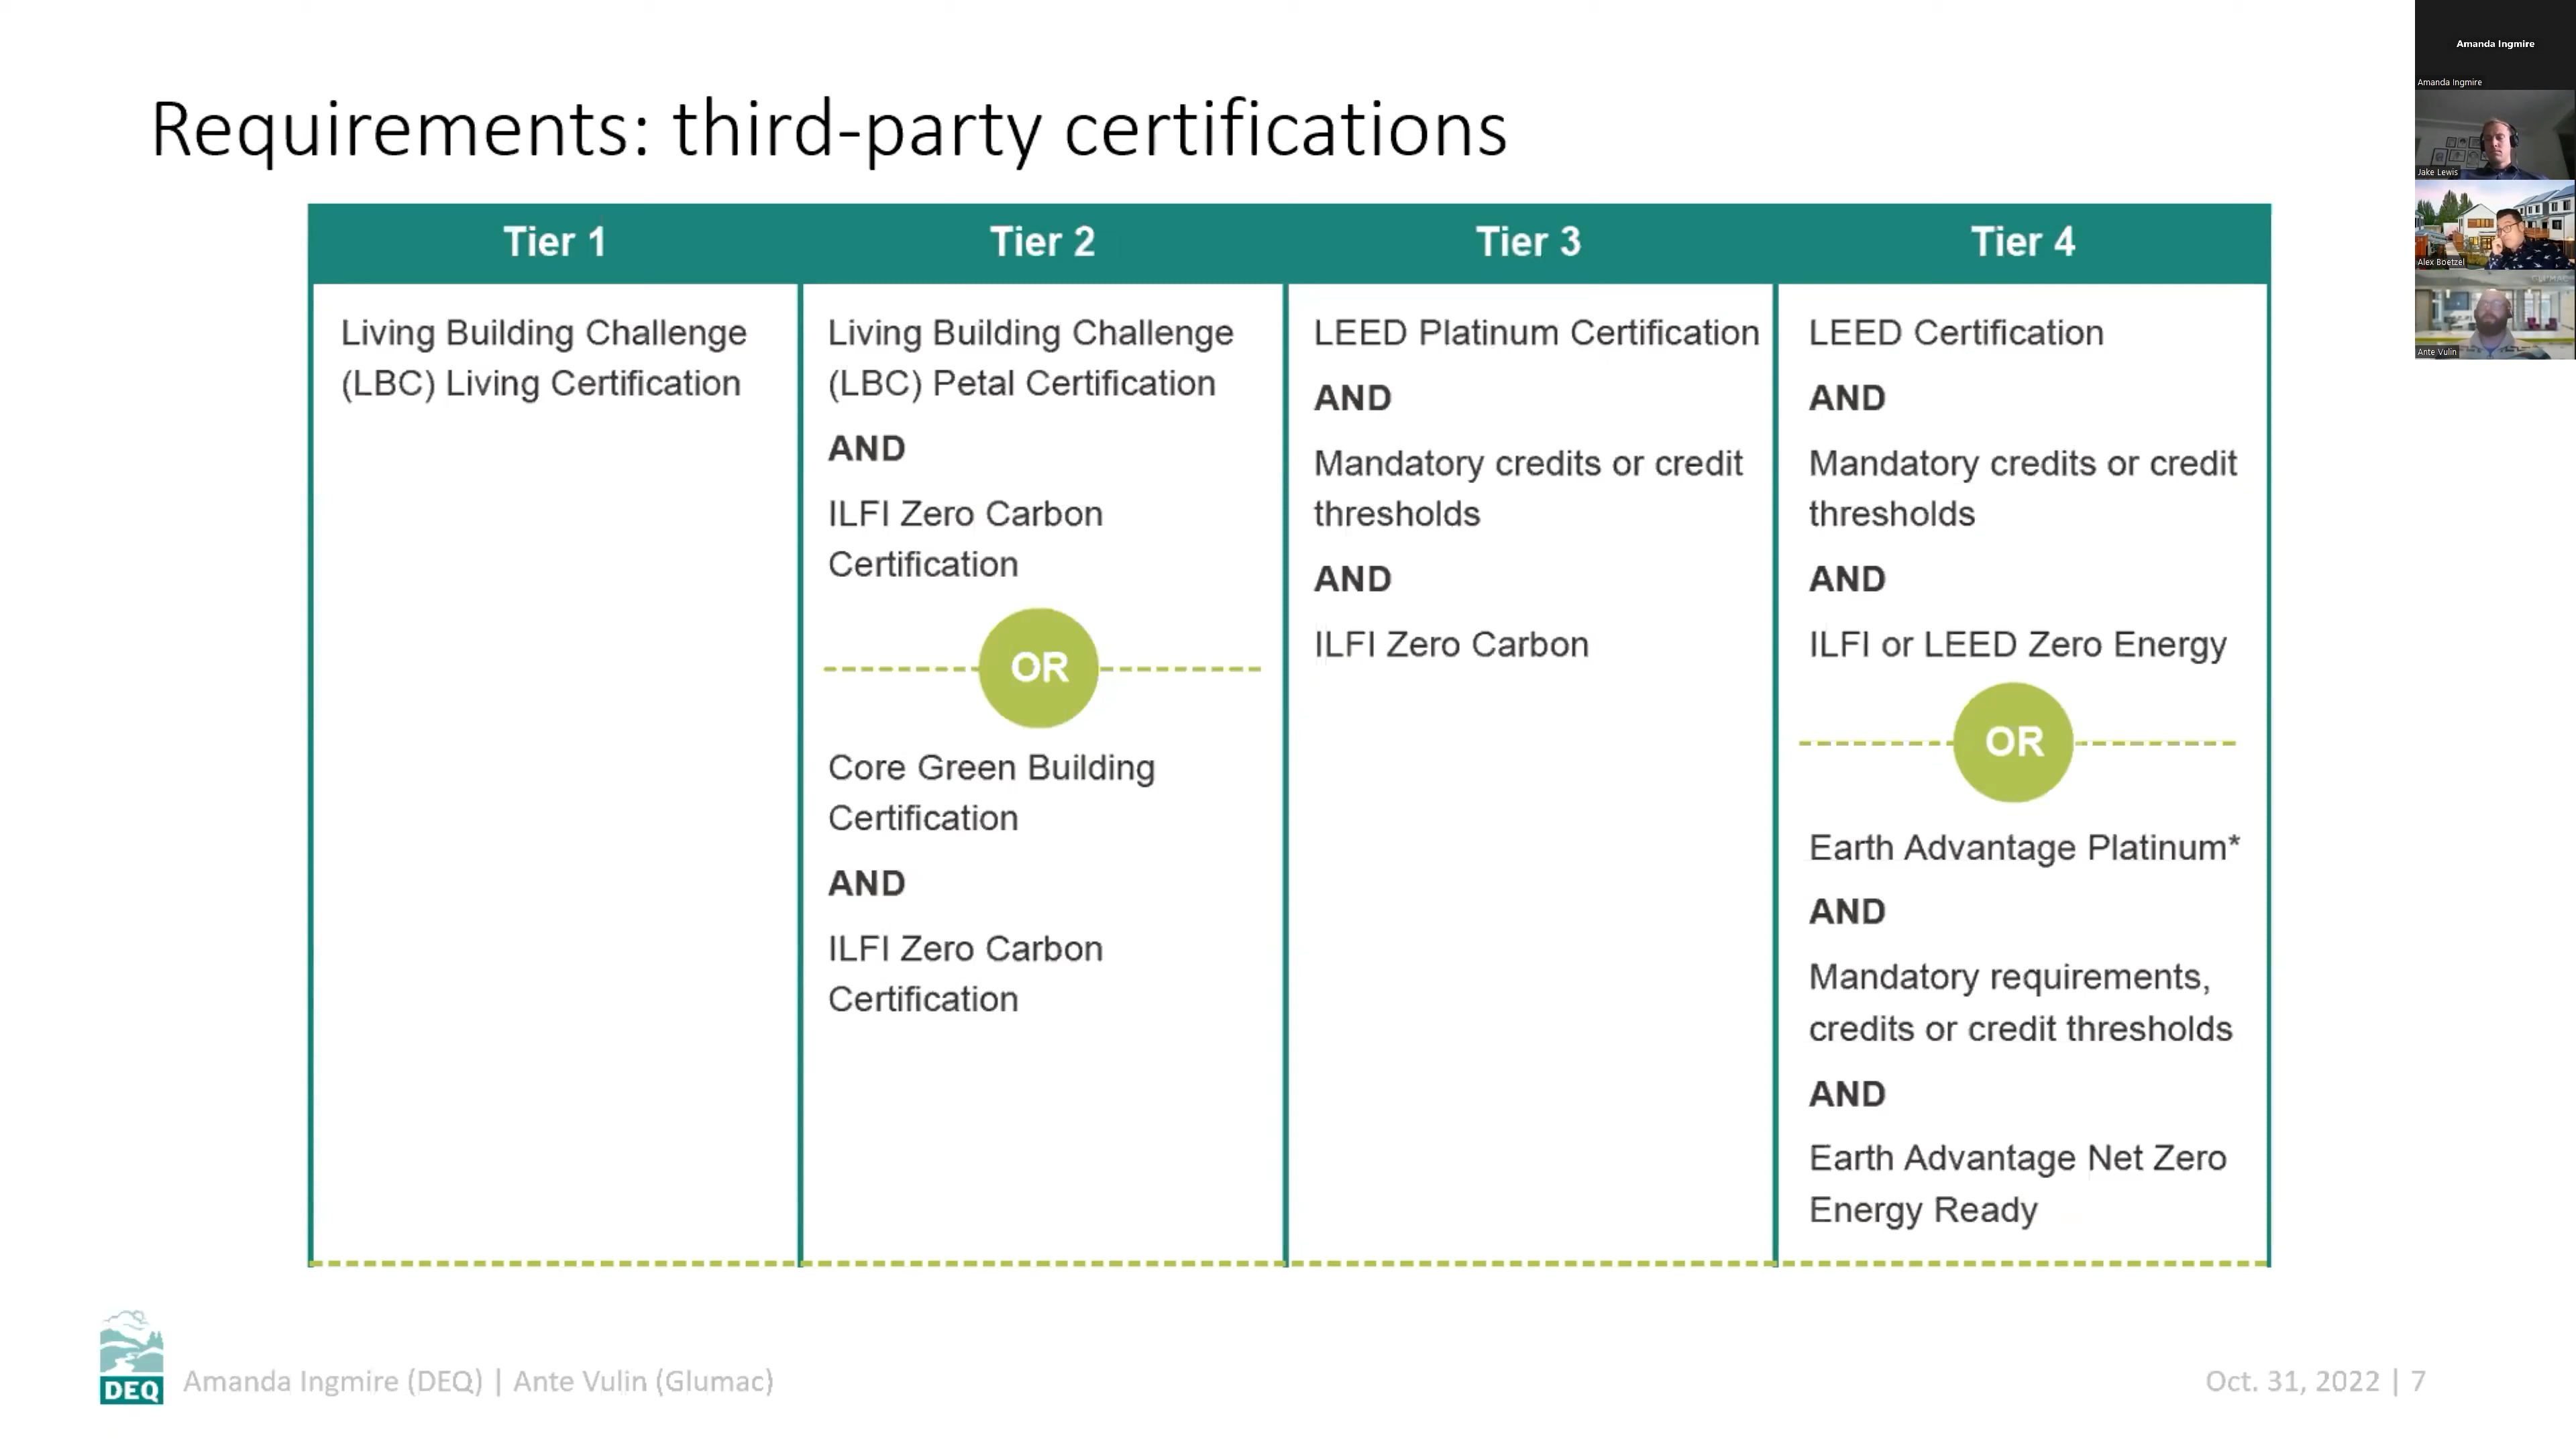 Requirements: third-party certifications
Tier 1
Living Building Challenge
(LBC) Living Certification
Tier 2
Living Building Challenge
(LBC) Petal Certification
AND
ILFI Zero Carbon
Certification
OR
Core Green Building
Certification
AND
ILFI Zero Carbon
Certification
Tier 3
LEED Platinum Certification
AND
Mandatory credits or credit
thresholds
AND
ILFI Zero Carbon
Tier 4
LEED Certification
AND
Mandatory credits or credit
thresholds
AND
ILFI or LEED Zero Energy
OR
Earth Advantage Platinum*
AND
Mandatory requirements,
credits or credit thresholds
AND
Earth Advantage Net Zero
Energy Ready
DEQ
Amanda Ingmire (DEQ) | Ante Vulin (Glumac)
Oct. 31, 2022 | 7
Amanda Ingmire
Amanda Ingmire
Jake Lewis
Alex Boetzel
Ante Vulin